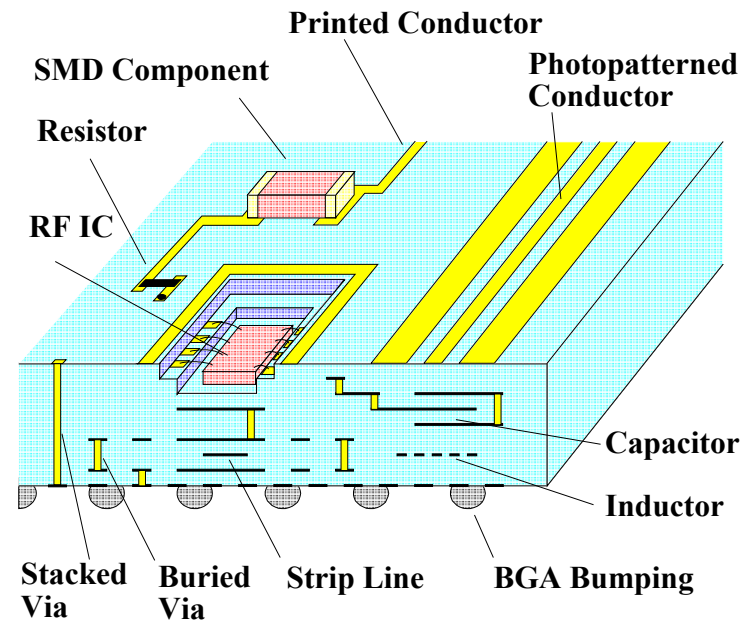 Printed Conductor
SMD Component
Photopatterned
Conductor
Resistor
RF IC
Capacitor
Inductor
Stacked
Via
Buried
Via
Strip Line
BGA Bumping